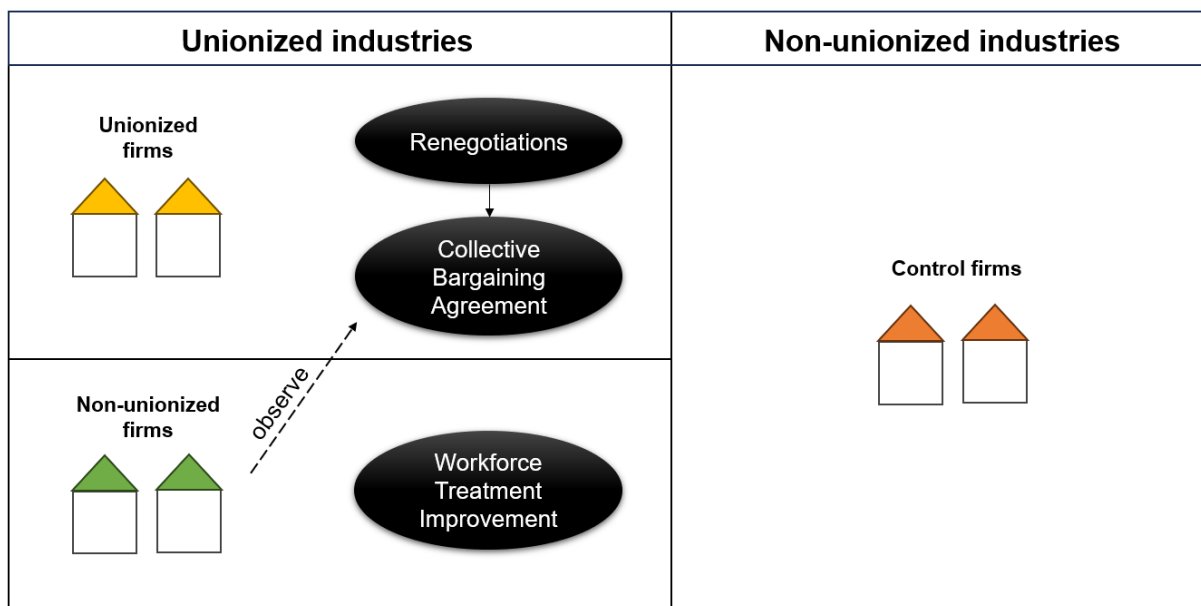 Unionized industries
Non-unionized industries
Unionized
firms
Renegotiations
Collective
Bargaining
Agreement
Control firms
observe
Non-unionized
firms
Workforce
Treatment
Improvement